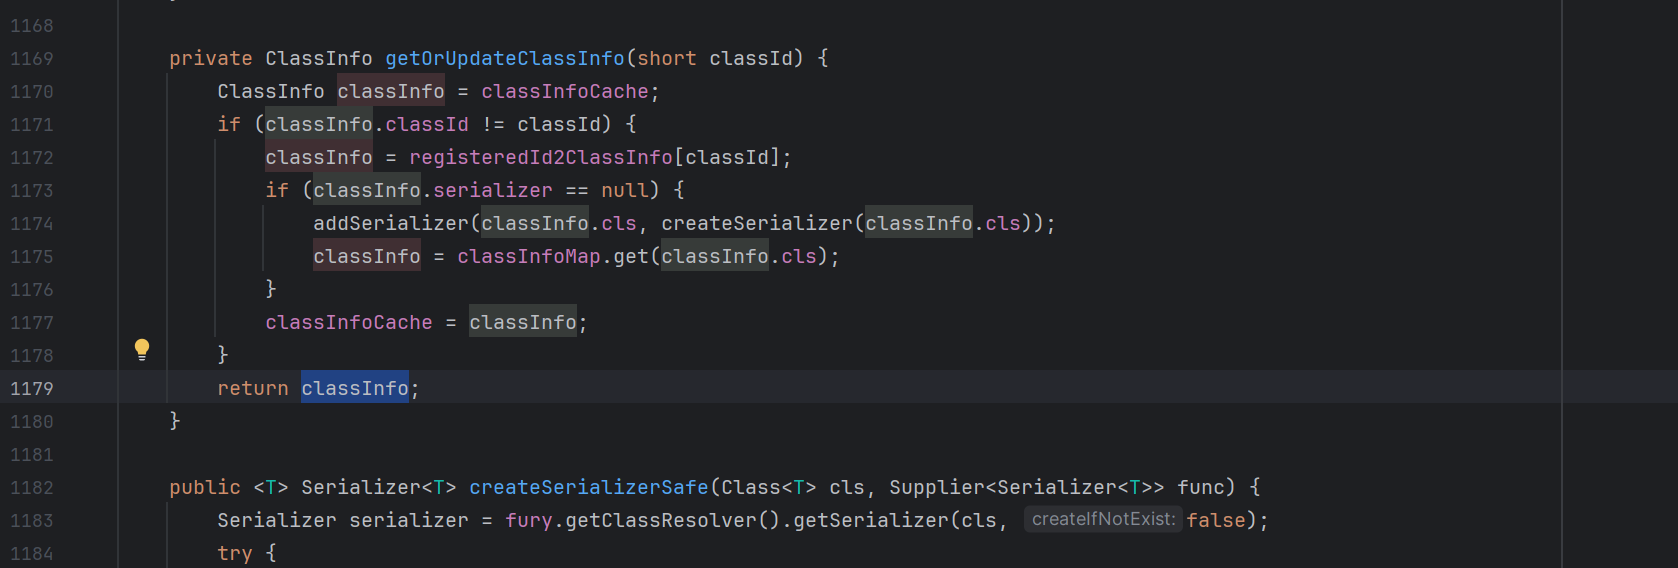 1168
1169 private ClassInfo getOrUpdateClassInfo(short classId) {
1170 ClassInfo classInfo = classInfoCache;
1171 if (classInfo.classId != classId) {
1172 classInfo = registeredId2ClassInfo[classId];
1173 if (classInfo.serializer == null) {
1174 addSerializer(classInfo.cls, createSerializer(classInfo.cls));
1175 classInfo = classInfoMap.get(classInfo.cls);
1176 }
1177 classInfoCache = classInfo;
1178 }
1179 return classInfo;
1180 }
1181
1182 public <T> Serializer<T> createSerializerSafe(Class<T> cls, Supplier<Serializer<T>> func) {
1183 Serializer serializer = fury.getClassResolver().getSerializer(cls, createIfNotExist: false);
1184 try {